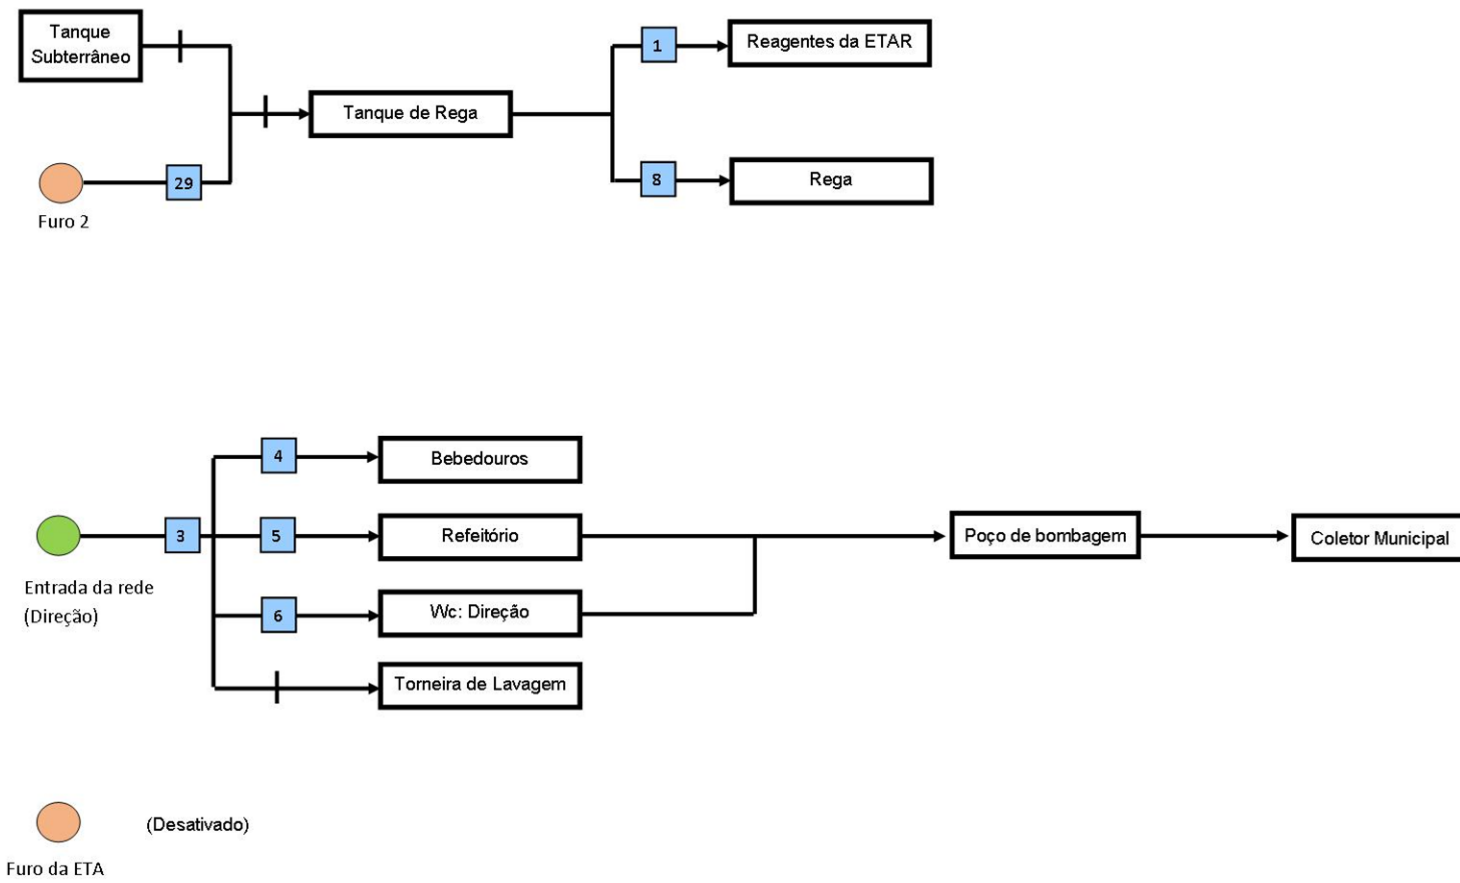 Tanque
Subterrâneo
1
Reagentes da ETAR
Tanque de Rega
29
8
Rega
Furo 2
4
Bebedouros
3
5
Refeitório
Poço de bombagem
Coletor Municipal
Entrada da rede
(Direção)
6
Wc: Direção
Torneira de Lavagem
(Desativado)
Furo da ETA